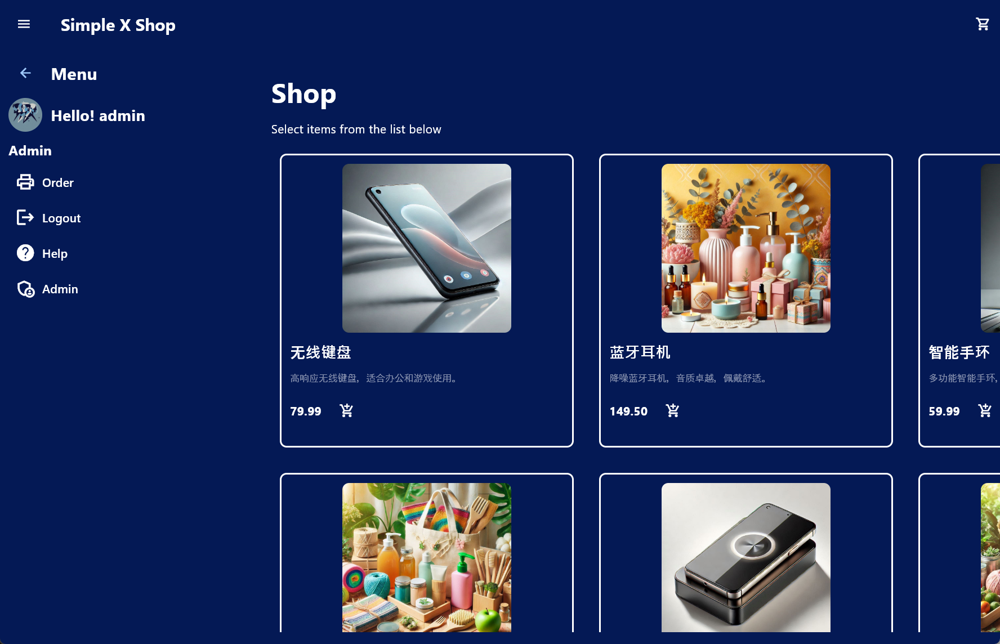 Simple X Shop
Menu
Hello! admin
Admin
Order
Logout
Help
Admin
Shop
Select items from the list below
无线键盘
高响应无线键盘，适合办公和游戏使用。
79.99
蓝牙耳机
降噪蓝牙耳机，音质卓越，佩戴舒适。
149.50
智能手环
多功能智能手环，
59.99